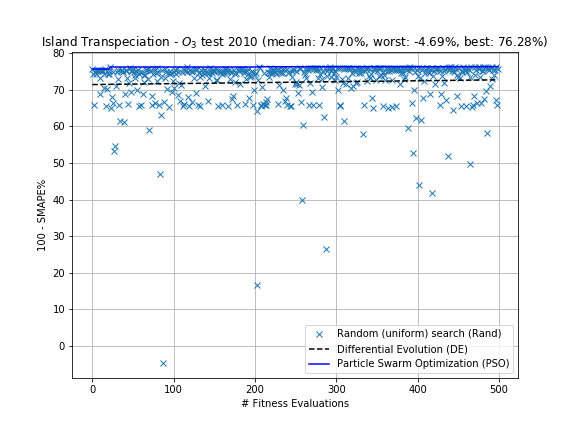 Island Transpeciation - O₃ test 2010 (median: 74.70%, worst: -4.69%, best: 76.28%)
80
70
60
50
40
30
20
10
0
100 - SMAPE%
Random (uniform) search (Rand)
Differential Evolution (DE)
Particle Swarm Optimization (PSO)
0 100 200 300 400 500
# Fitness Evaluations